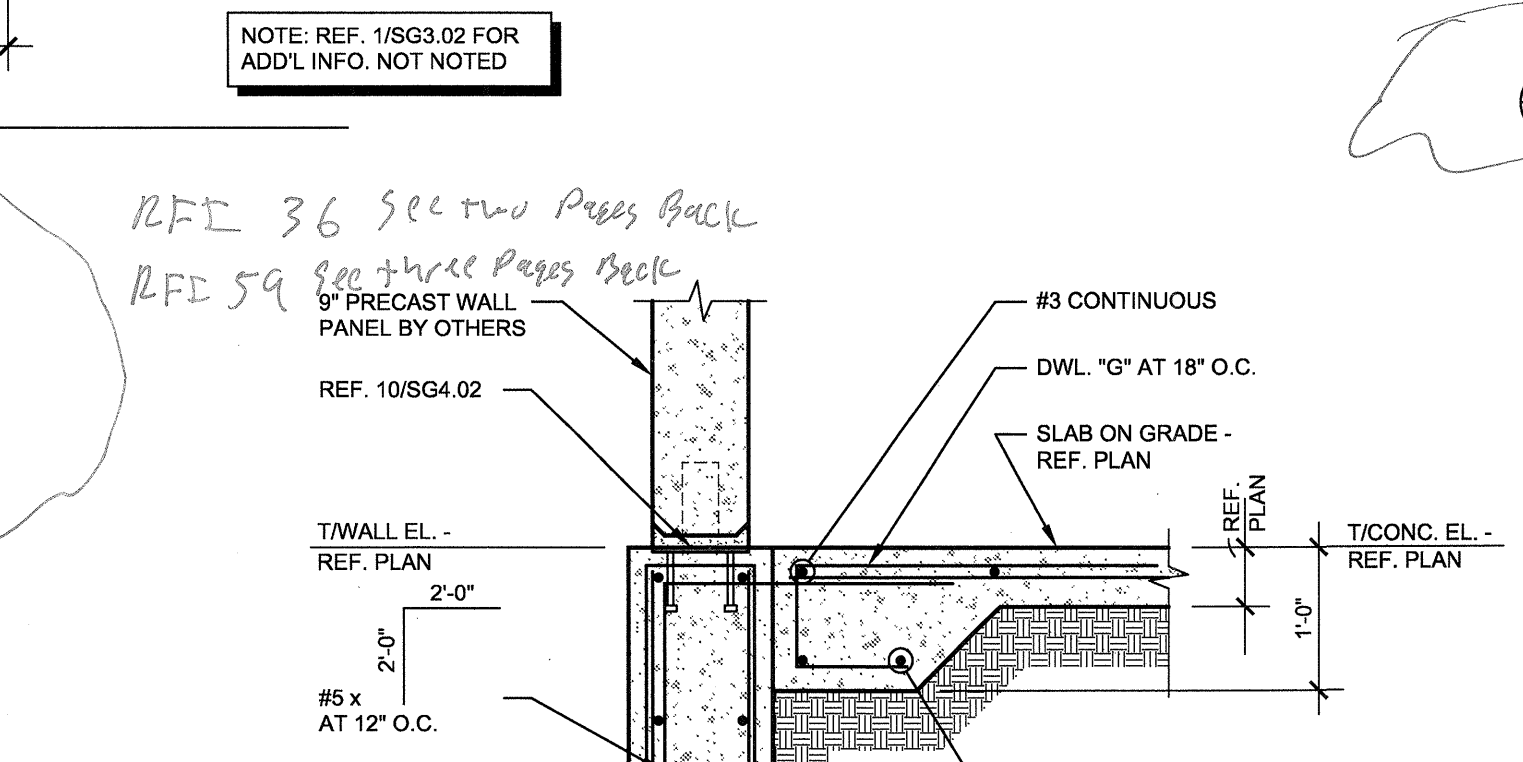 NOTE: REF. 1/SG3.02 FOR
ADD'L INFO. NOT NOTED
RFI 36 See two Pages Back
RFI 59 See three Pages Back
9" PRECAST WALL
PANEL BY OTHERS
#3 CONTINUOUS
REF. 10/SG4.02
DWL. "G" AT 18" O.C.
SLAB ON GRADE -
REF. PLAN
REF.
PLAN
T/WALL EL. -
REF. PLAN
T/CONC. EL. -
REF. PLAN
2'-0"
2'-0"
1'-0"
#5 x
AT 12" O.C.